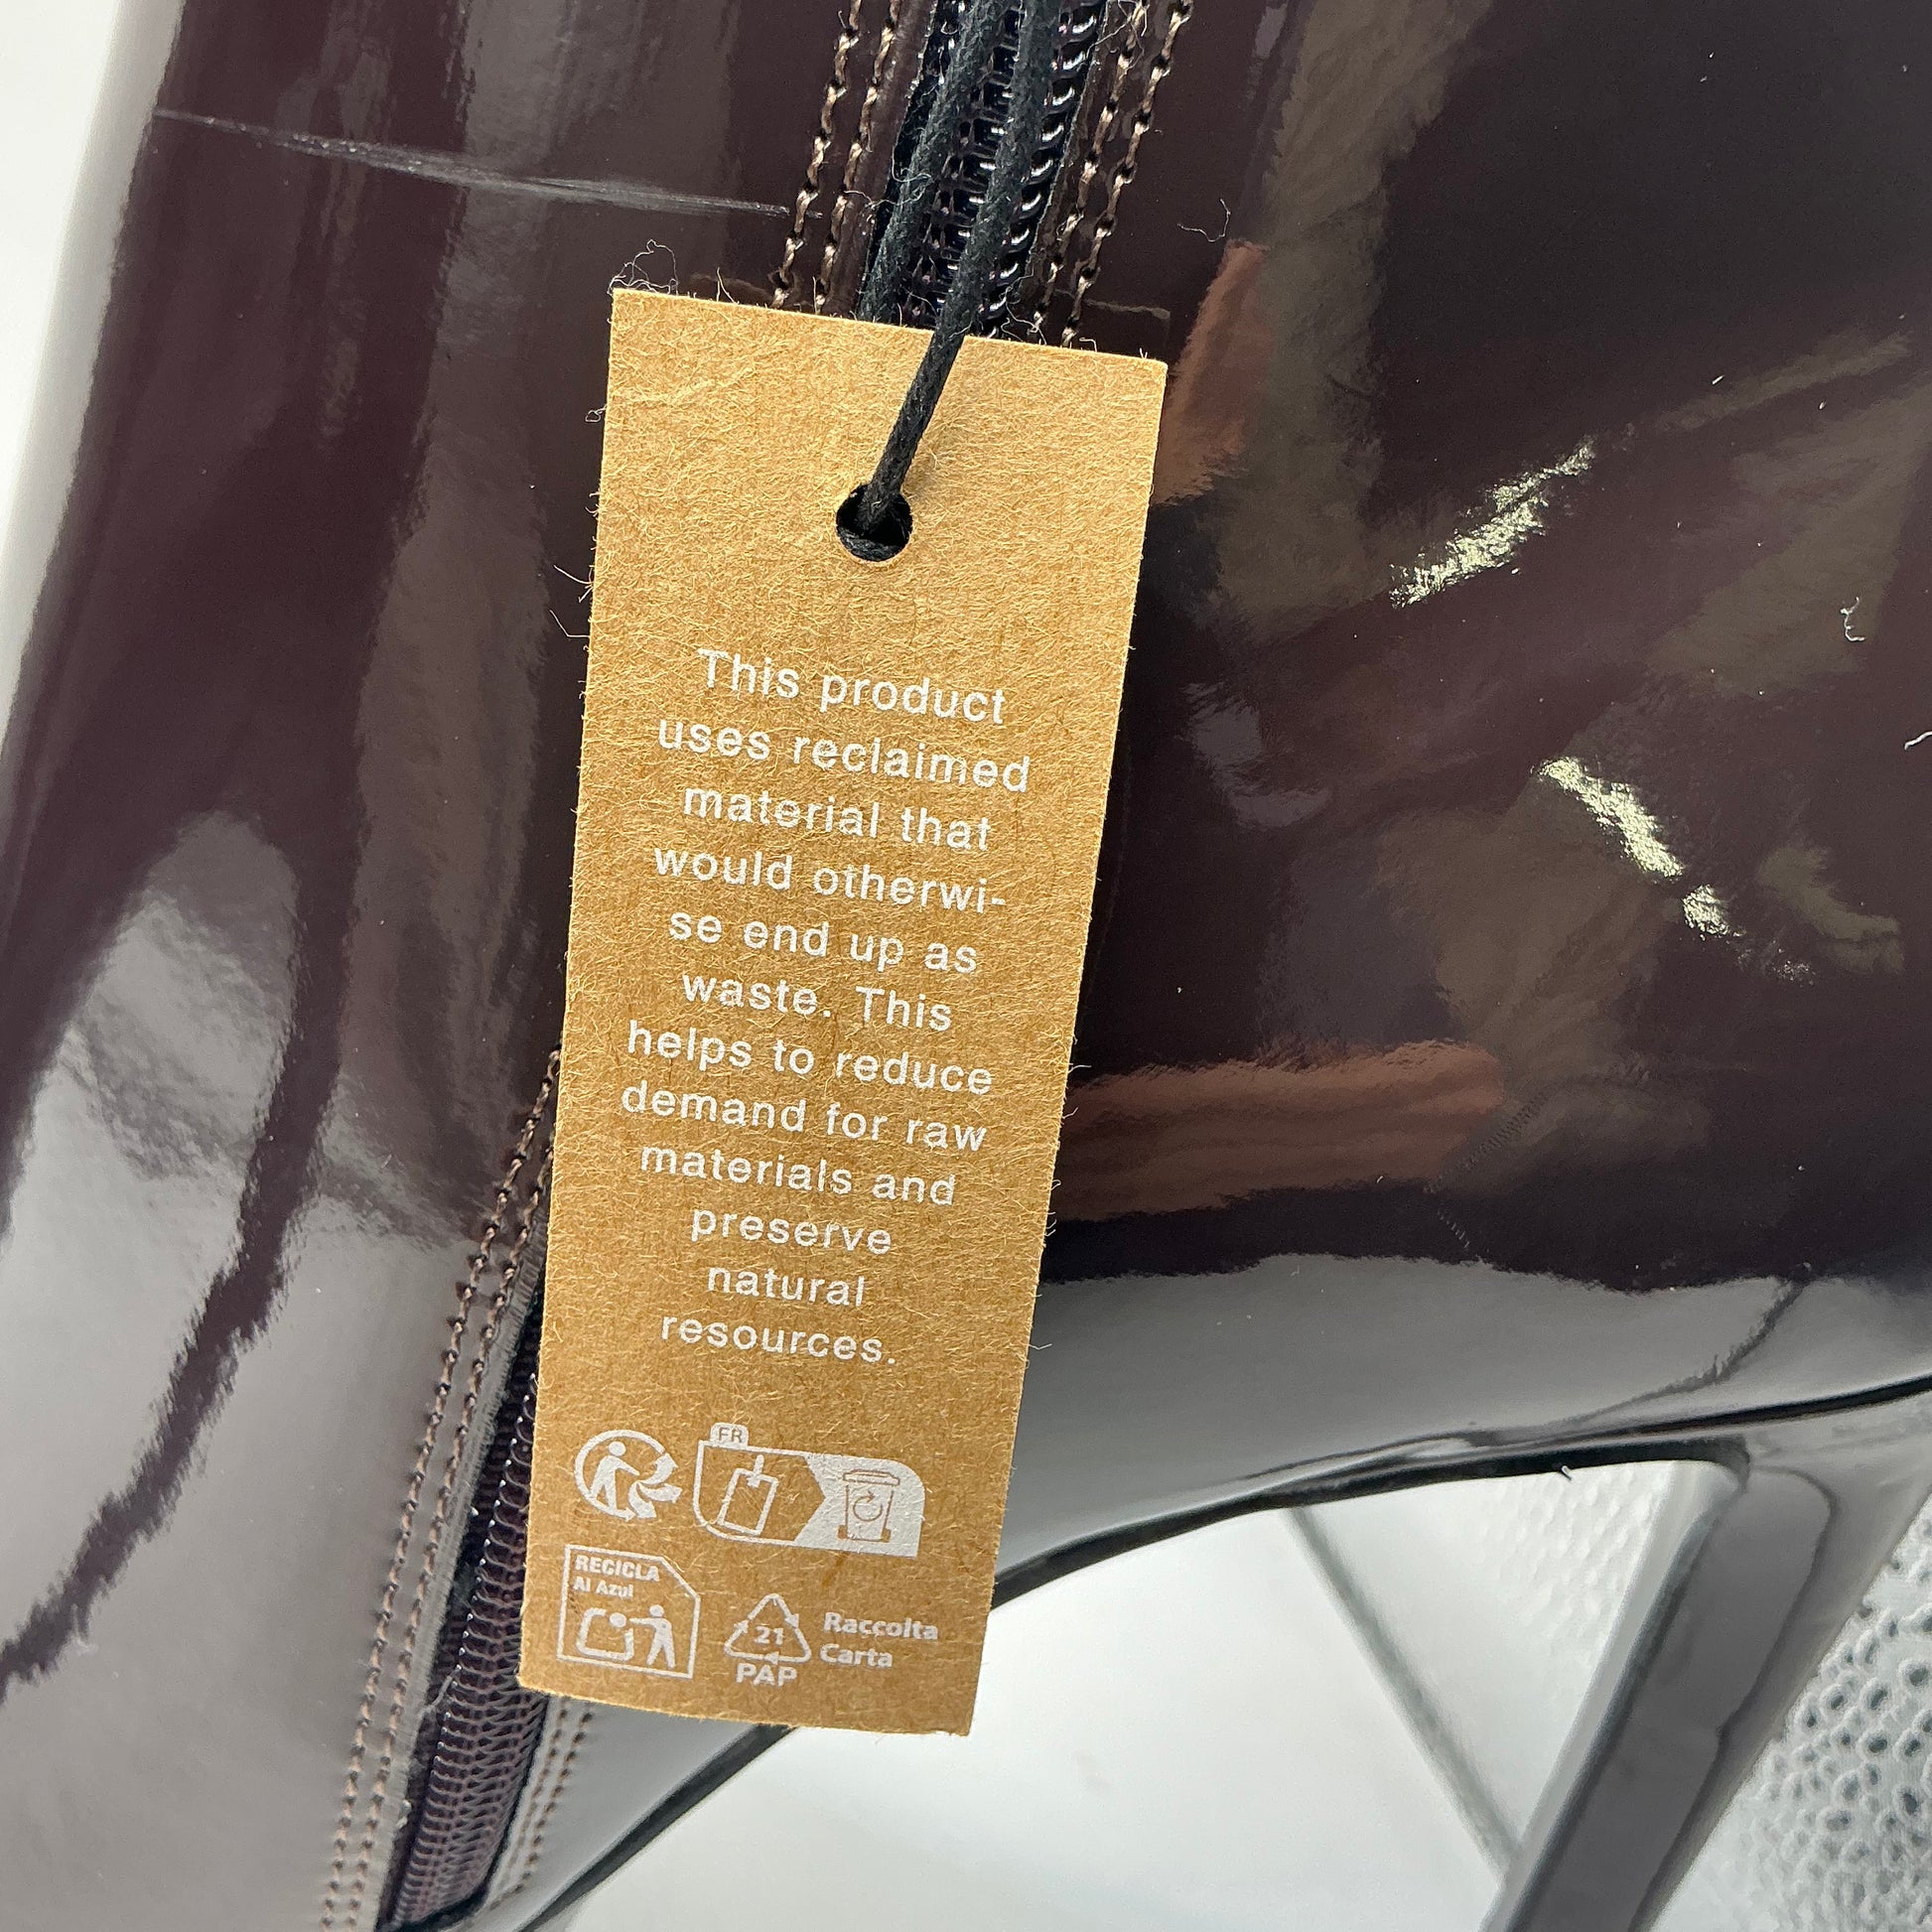 This product
uses reclaimed
material that
would otherwi-
se end up as
waste. This
helps to reduce
demand for raw
materials and
preserve
natural
resources.
FR
RECICLA
Al Azul
21
PAP
Raccolta
Carta